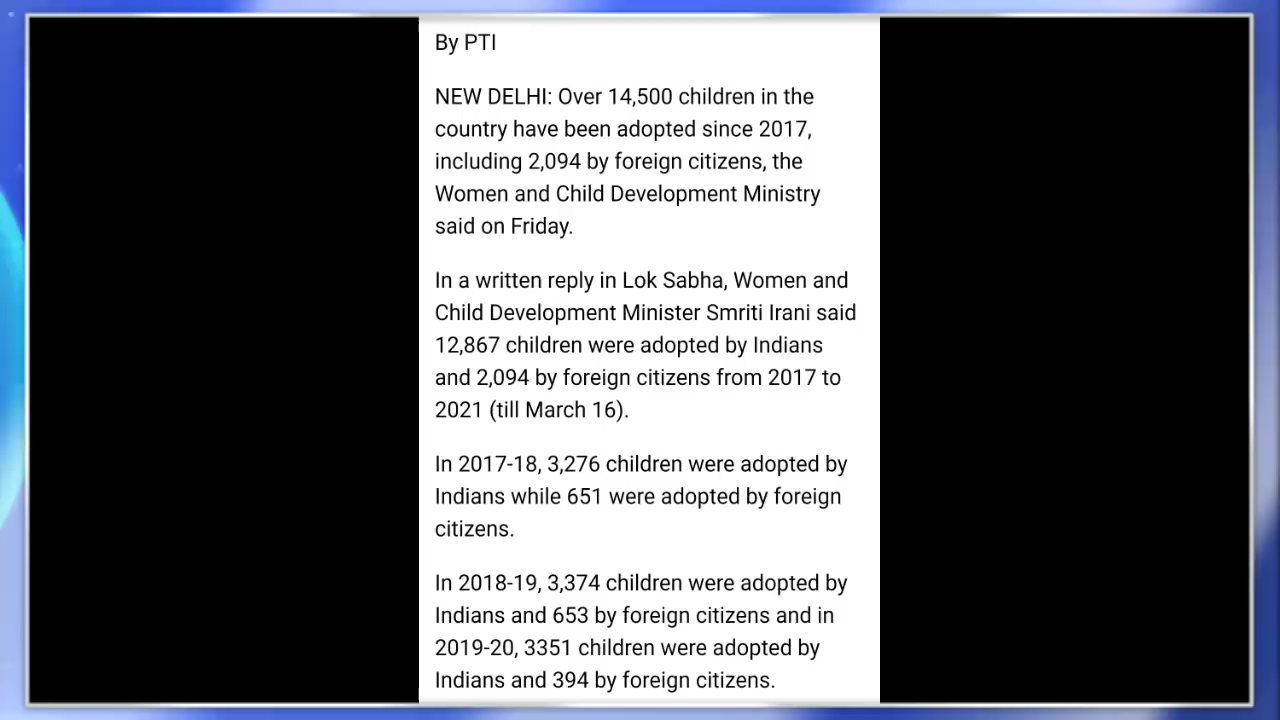 By PTI
NEW DELHI: Over 14,500 children in the
country have been adopted since 2017,
including 2,094 by foreign citizens, the
Women and Child Development Ministry
said on Friday.
In a written reply in Lok Sabha, Women and
Child Development Minister Smriti Irani said
12,867 children were adopted by Indians
and 2,094 by foreign citizens from 2017 to
2021 (till March 16).
In 2017-18, 3,276 children were adopted by
Indians while 651 were adopted by foreign
citizens.
In 2018-19, 3,374 children were adopted by
Indians and 653 by foreign citizens and in
2019-20, 3351 children were adopted by
Indians and 394 by foreign citizens.